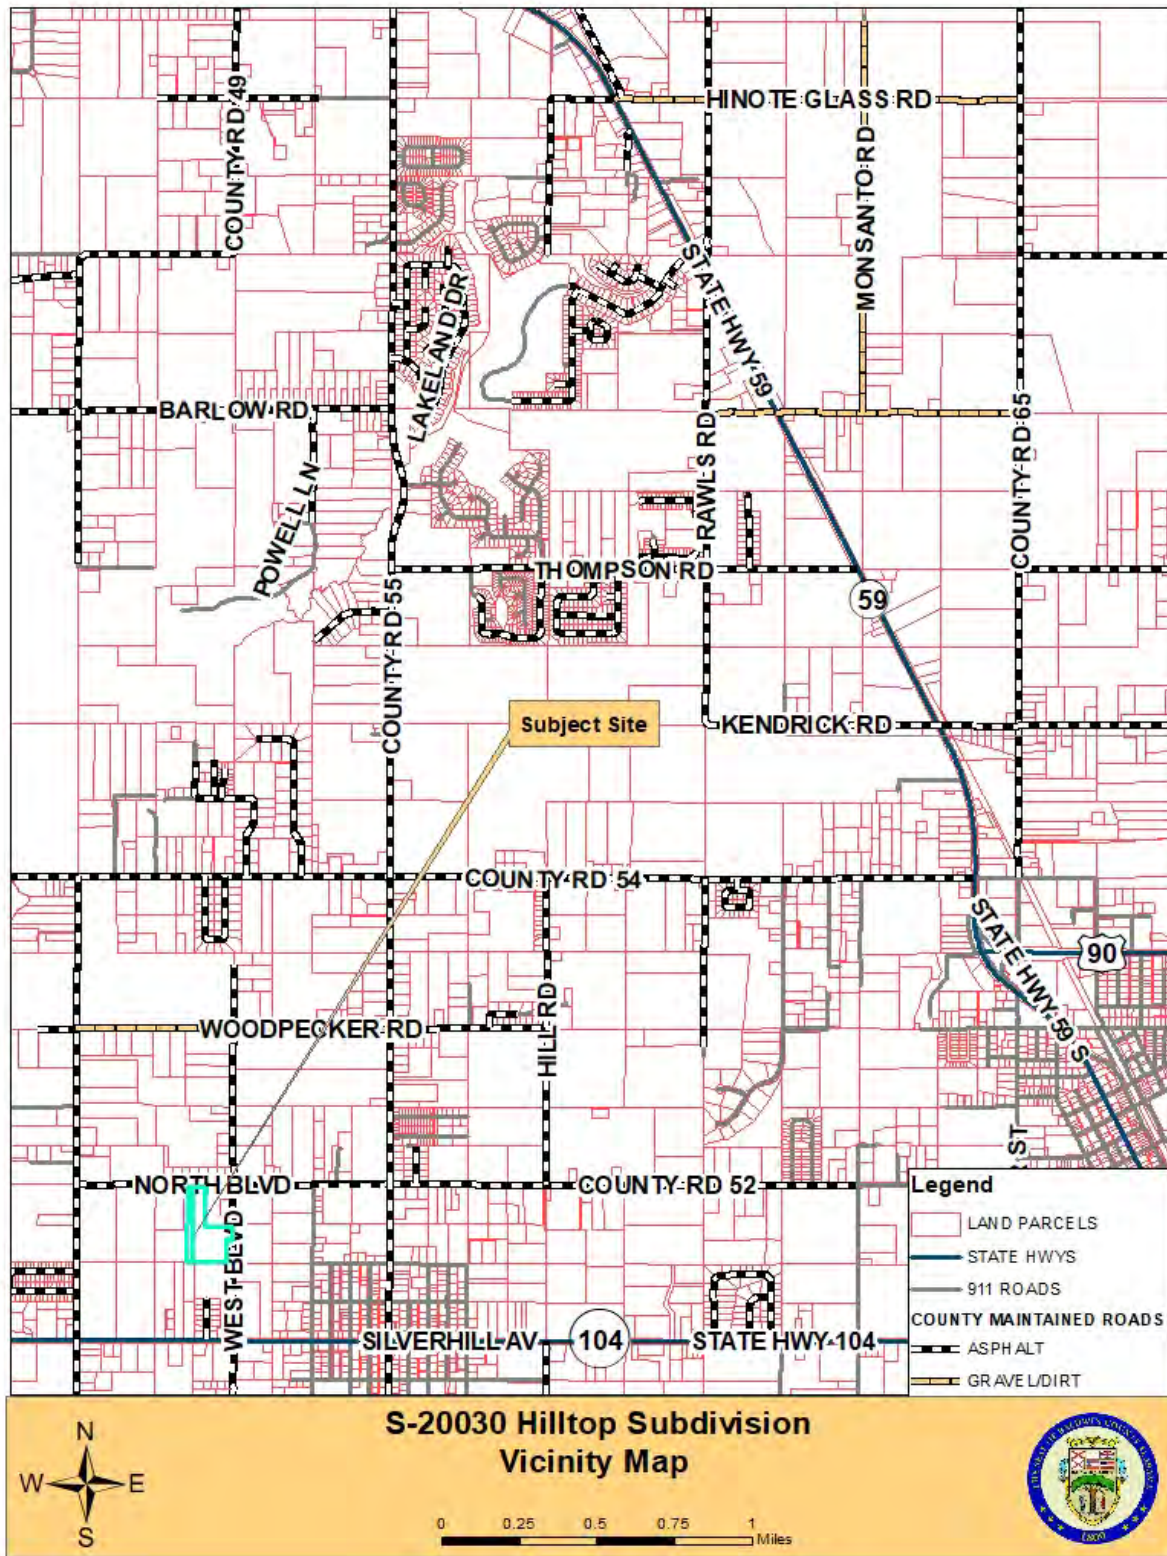 COUNTY RD 49
HINOTE GLASS RD
MONSANTO RD
STATE HWY 59
LAKELAND DR
BARLOW RD
POWELL LN
RAWLS RD
COUNTY RD 65
THOMPSON RD
59
COUNTY RD 55
Subject Site
KENDRICK RD
COUNTY RD 54
STATE HWY 59 S
90
WOODPECKER RD
HILL RD
ST
NORTH BLVD
COUNTY RD 52
WEST BLVD
SILVERHILL AV
104
STATE HWY 104
Legend
LAND PARCELS
STATE HWYS
911 ROADS
COUNTY MAINTAINED ROADS
ASPHALT
GRAVEL/DIRT
S-20030 Hilltop Subdivision
Vicinity Map
N
W
E
S
0 0.25 0.5 0.75 1
Miles
1809